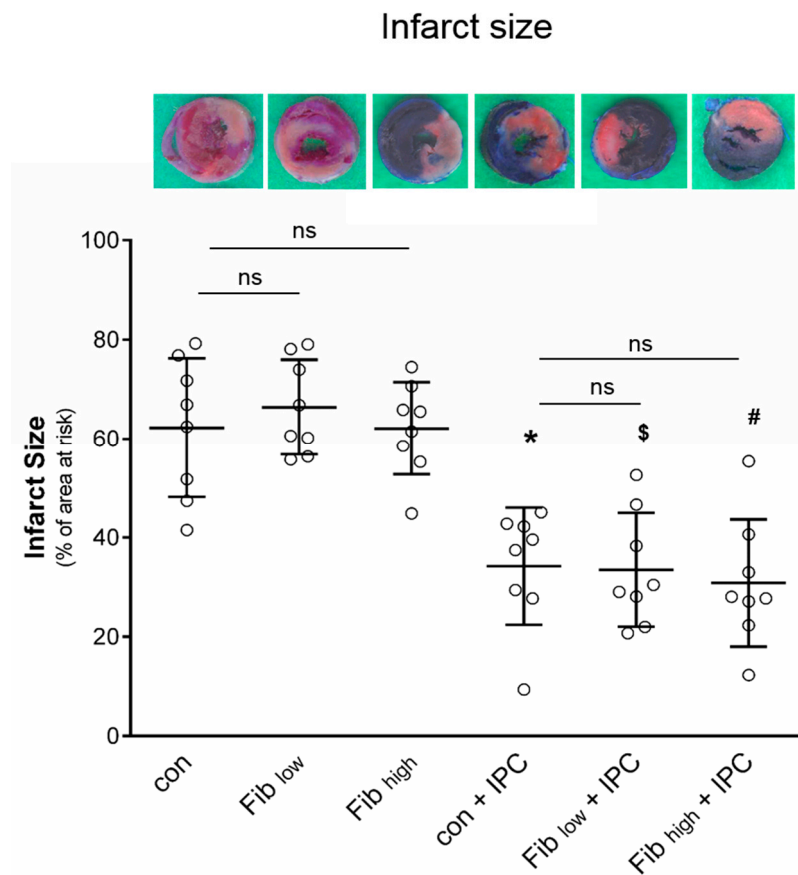 Infarct size
ns
ns
ns
ns
* $ #
100
80
60
40
20
0
Infarct Size
(% of area at risk)
con
Fib low
Fib high
con + IPC
Fib low + IPC
Fib high + IPC